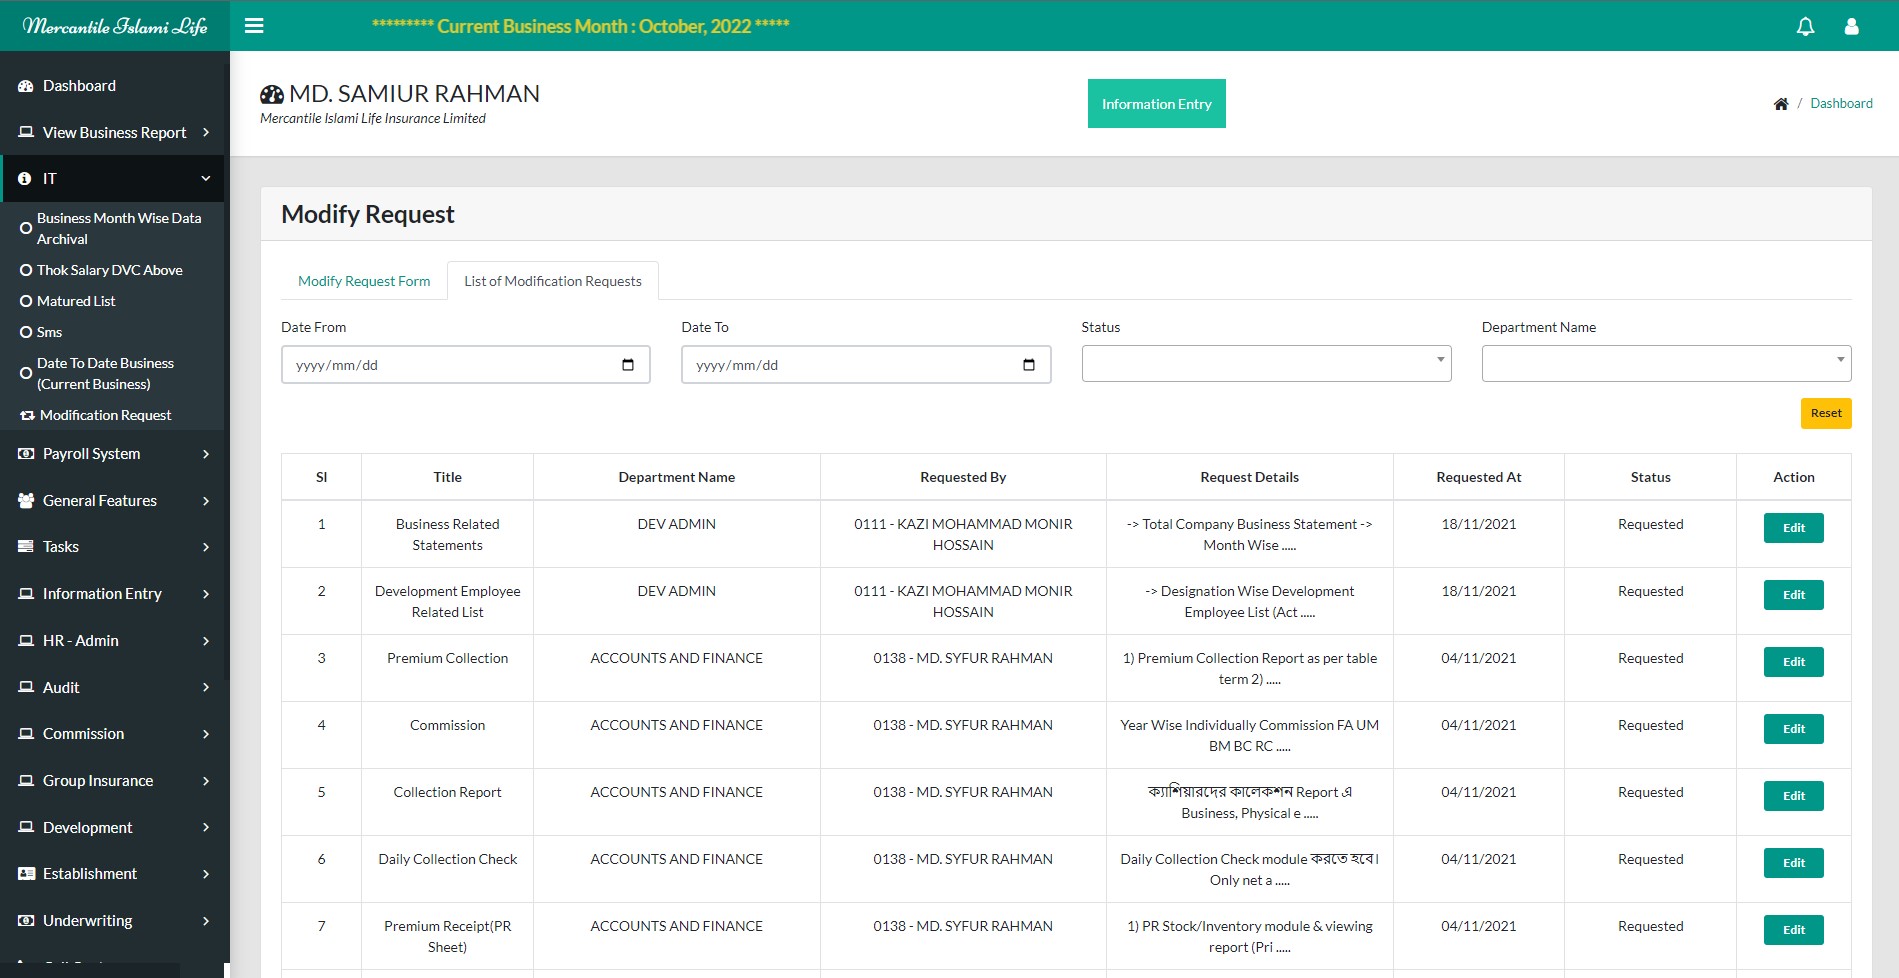 Mercantile Islami Life
********* Current Business Month : October, 2022 *****
Dashboard
View Business Report
IT
Business Month Wise Data
Archival
Thok Salary DVC Above
Matured List
Sms
Date To Date Business
(Current Business)
Modification Request
Payroll System
General Features
Tasks
Information Entry
HR - Admin
Audit
Commission
Group Insurance
Development
Establishment
Underwriting
MD. SAMIUR RAHMAN
Mercantile Islami Life Insurance Limited
Information Entry
/ Dashboard
Modify Request
Modify Request Form List of Modification Requests
Date From Date To Status Department Name
yyyy/mm/dd yyyy/mm/dd
Reset
Sl Title Department Name Requested By Request Details Requested At Status Action
1 Business Related DEV ADMIN 0111 - KAZI MOHAMMAD MONIR -> Total Company Business Statement -> 18/11/2021 Requested Edit
Statements HOSSAIN Month Wise .....
2 Development Employee DEV ADMIN 0111 - KAZI MOHAMMAD MONIR -> Designation Wise Development 18/11/2021 Requested Edit
Related List HOSSAIN Employee List (Act .....
3 Premium Collection ACCOUNTS AND FINANCE 0138 - MD. SYFUR RAHMAN 1) Premium Collection Report as per table 04/11/2021 Requested Edit
term 2) .....
4 Commission ACCOUNTS AND FINANCE 0138 - MD. SYFUR RAHMAN Year Wise Individually Commission FA UM 04/11/2021 Requested Edit
BM BC RC .....
5 Collection Report ACCOUNTS AND FINANCE 0138 - MD. SYFUR RAHMAN ক্যাশিয়ারদের কালেকশন Report এ 04/11/2021 Requested Edit
Business, Physical e .....
6 Daily Collection Check ACCOUNTS AND FINANCE 0138 - MD. SYFUR RAHMAN Daily Collection Check module করতে হবে। 04/11/2021 Requested Edit
Only net a .....
7 Premium Receipt(PR ACCOUNTS AND FINANCE 0138 - MD. SYFUR RAHMAN 1) PR Stock/Inventory module & viewing 04/11/2021 Requested Edit
Sheet) report (Pri .....